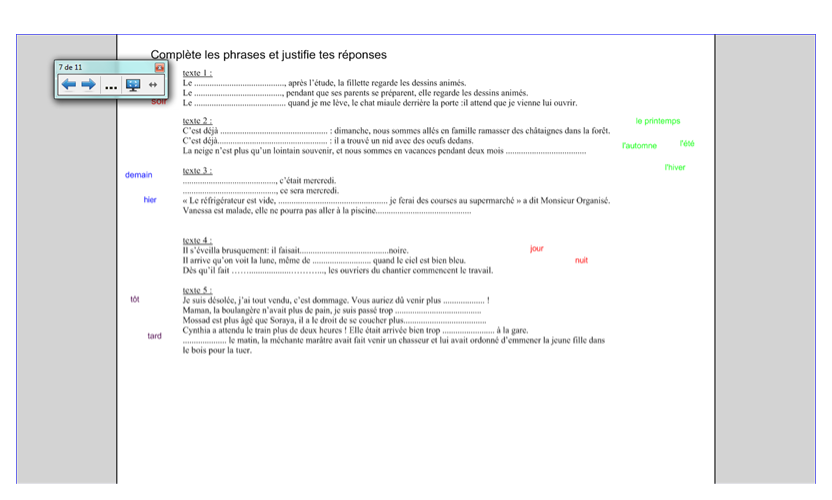 Complète les phrases et justifie tes réponses
7 de 11
texte 1 :
Le ......................................, après l'étude, la fillette regarde les dessins animés.
Le ......................................, pendant que ses parents se préparent, elle regarde les dessins animés.
soir
Le ...................................... quand je me lève, le chat miaule derrière la porte :il attend que je vienne lui ouvrir.
texte 2 :
le printemps
C'est déjà ............................................. : dimanche, nous sommes allés en famille ramasser des châtaignes dans la forêt.
C'est déjà.............................................. : il a trouvé un nid avec des oeufs dedans.
l'automne
l'été
La neige n'est plus qu'un lointain souvenir, et nous sommes en vacances pendant deux mois ..................................
l'hiver
texte 3 :
demain
......................................., c'était mercredi.
......................................., ce sera mercredi.
hier
« Le réfrigérateur est vide, .............................................. je ferai des courses au supermarché » a dit Monsieur Organisé.
Vanessa est malade, elle ne pourra pas aller à la piscine........................................
texte 4 :
Il s'éveilla brusquement: il faisait.....................................noire.
jour
Il arrive qu'on voit la lune, même de ......................... quand le ciel est bien bleu.
nuit
Dès qu'il fait ……....................…………, les ouvriers du chantier commencent le travail.
texte 5 :
tôt
Je suis désolée, j'ai tout vendu, c'est dommage. Vous auriez dû venir plus .................. !
Maman, la boulangère n'avait plus de pain, je suis passé trop ....................................
Mossad est plus âgé que Soraya, il a le droit de se coucher plus...................................
Cynthia a attendu le train plus de deux heures ! Elle était arrivée bien trop ...................... à la gare.
tard
................... le matin, la méchante marâtre avait fait venir un chasseur et lui avait ordonné d'emmener la jeune fille dans
le bois pour la tuer.